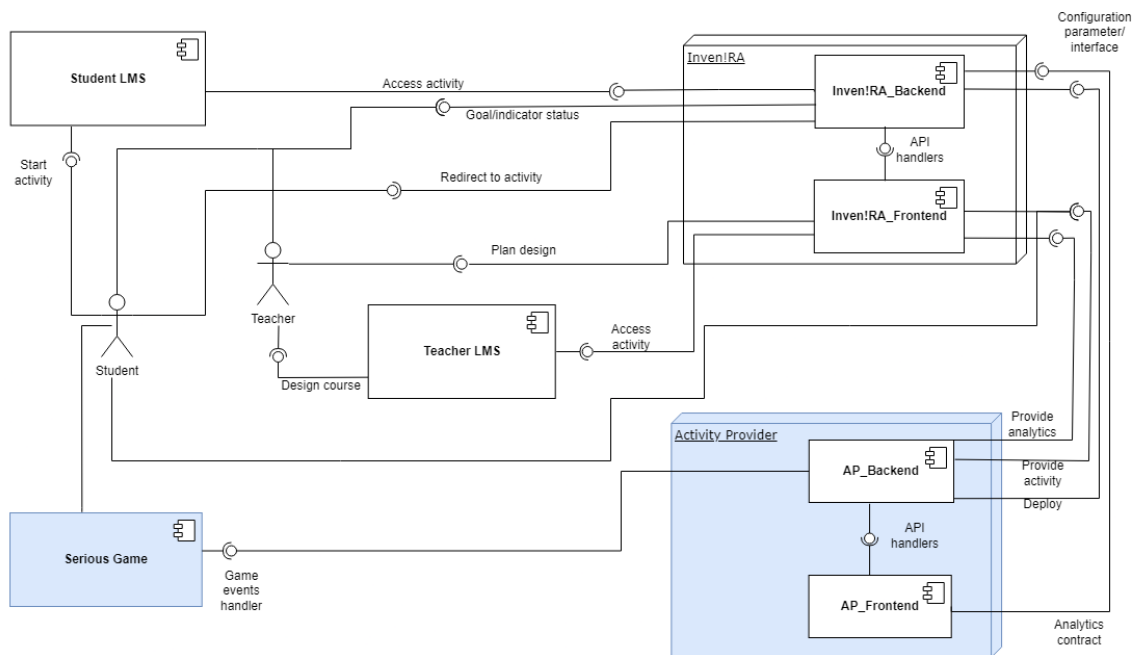 Configuration
parameter/
interface
Student LMS
Inven!RA
Access activity
Inven!RA_Backend
Goal/indicator status
API
handlers
Start
activity
Redirect to activity
Inven!RA_Frontend
Plan design
Teacher
Access
activity
Teacher LMS
Student
Design course
Provide
analytics
Activity Provider
AP_Backend
Provide
activity
Deploy
API
handlers
Serious Game
Game
events
handler
AP_Frontend
Analytics
contract